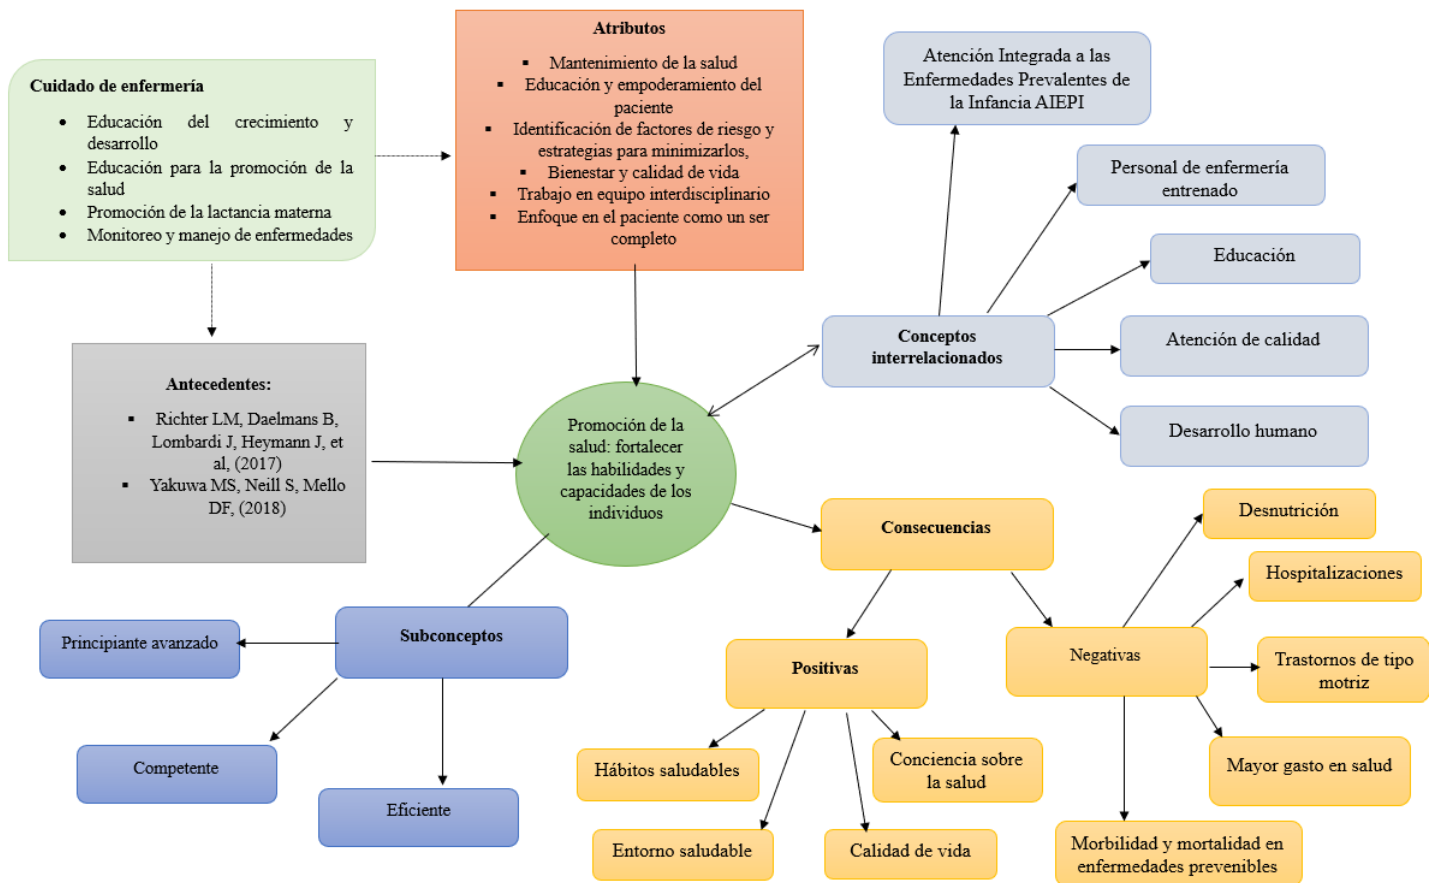 Cuidado de enfermería
• Educación del crecimiento y
desarrollo
• Educación para la promoción de la
salud
• Promoción de la lactancia materna
• Monitoreo y manejo de enfermedades
Atributos
▪ Mantenimiento de la salud
▪ Educación y empoderamiento del
paciente
▪ Identificación de factores de riesgo y
estrategias para minimizarlos,
▪ Bienestar y calidad de vida
▪ Trabajo en equipo interdisciplinario
▪ Enfoque en el paciente como un ser
completo
Atención Integrada a las
Enfermedades Prevalentes de
la Infancia AIEPI
Personal de enfermería
entrenado
Educación
Conceptos
interrelacionados
Atención de calidad
Desarrollo humano
Antecedentes:
▪ Richter LM, Daelmans B,
Lombardi J, Heymann J, et
al, (2017)
▪ Yakuwa MS, Neill S, Mello
DF, (2018)
Promoción de la
salud: fortalecer
las habilidades y
capacidades de los
individuos
Consecuencias
Desnutrición
Hospitalizaciones
Negativas
Trastornos de tipo
motriz
Mayor gasto en salud
Morbilidad y mortalidad en
enfermedades prevenibles
Positivas
Hábitos saludables
Conciencia sobre
la salud
Entorno saludable
Calidad de vida
Subconceptos
Principiante avanzado
Competente
Eficiente